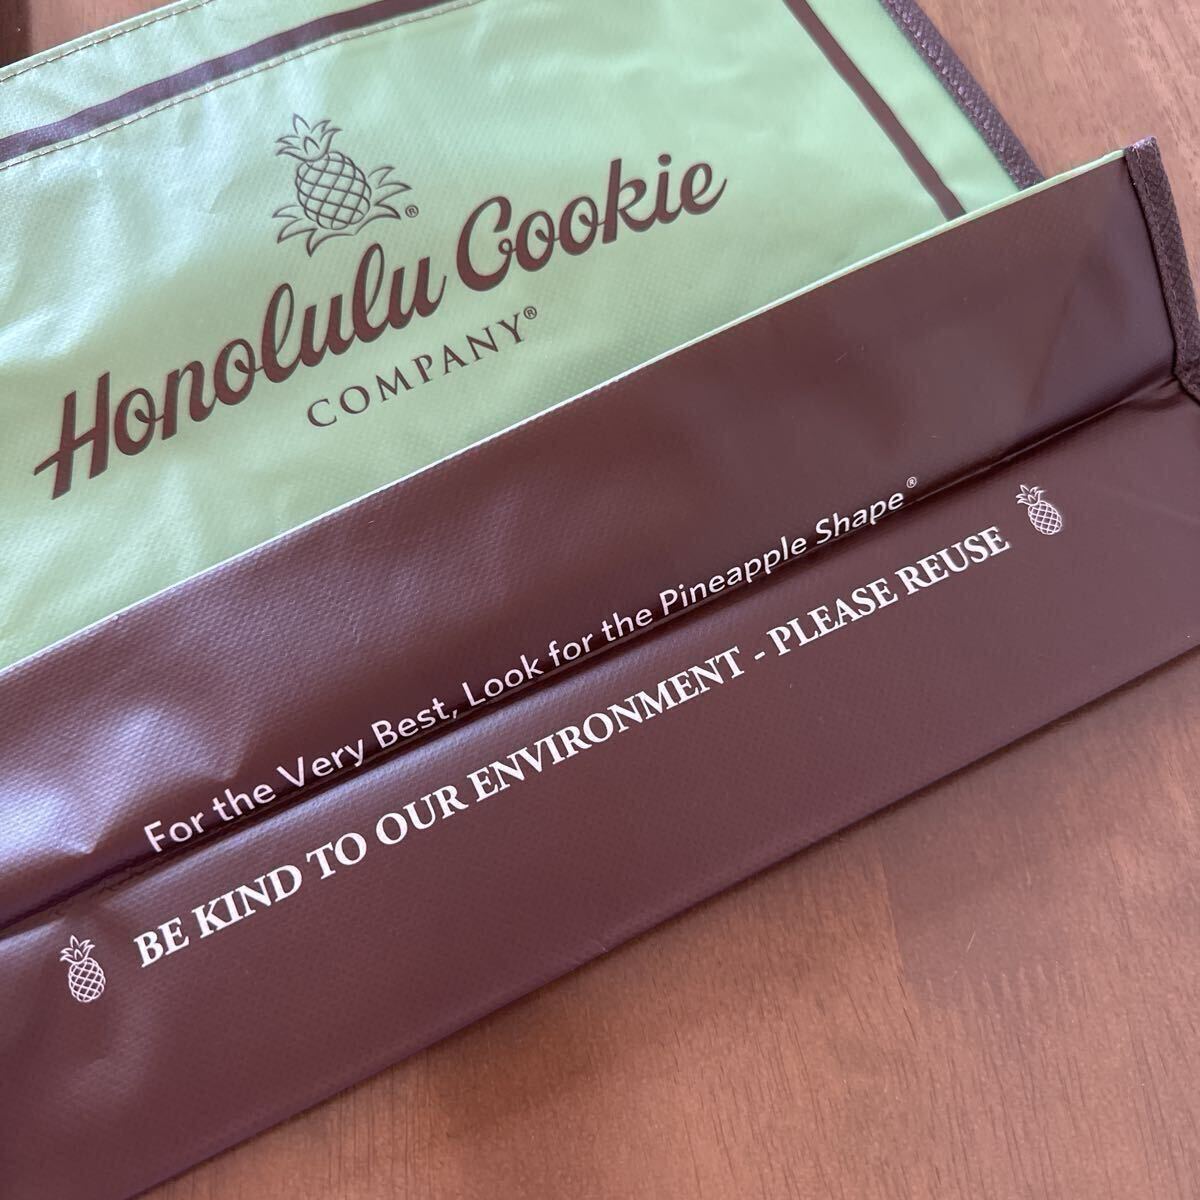 ®
Honolulu Cookie
COMPANY®
For the Very Best, Look for the Pineapple Shape®
BE KIND TO OUR ENVIRONMENT - PLEASE REUSE